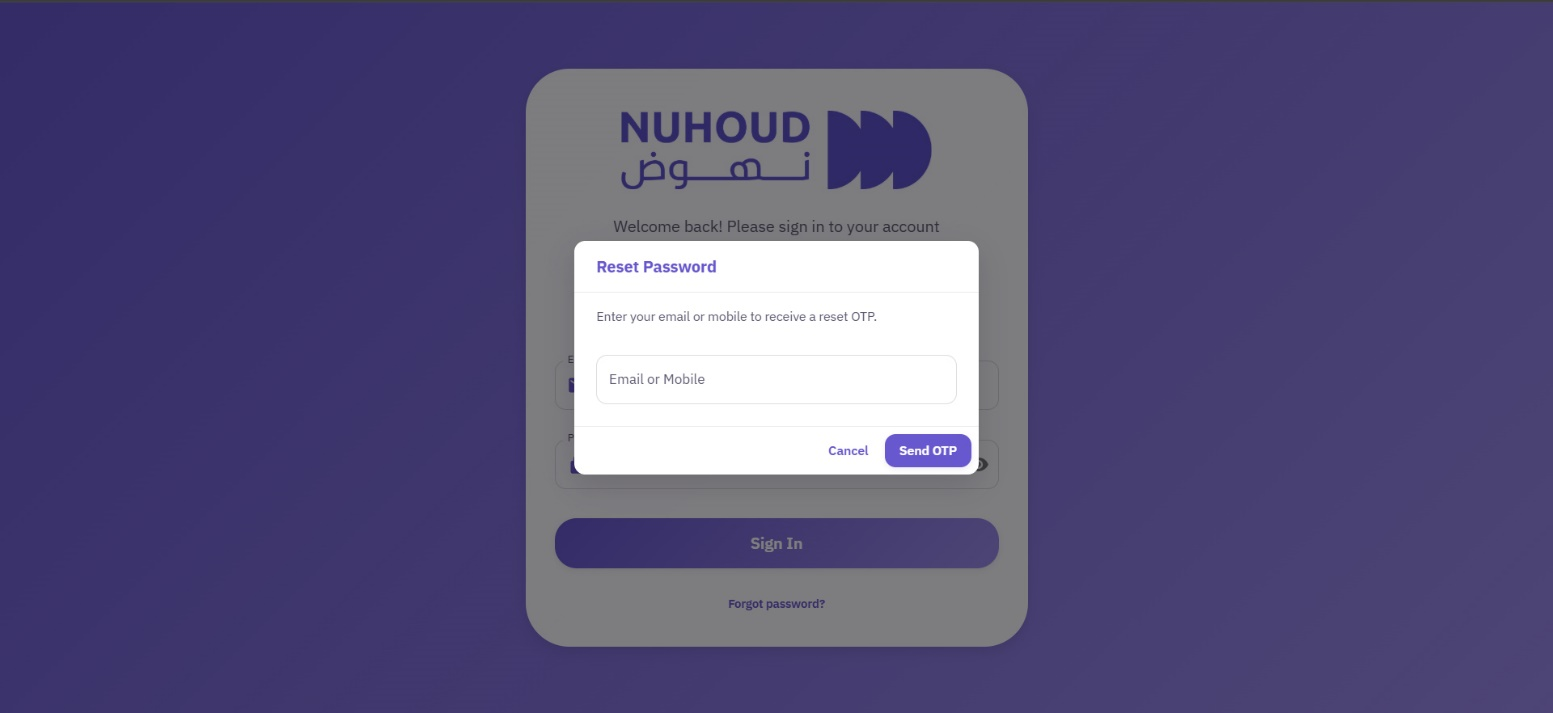 NUHOUD
نهوض
Welcome back! Please sign in to your account
Reset Password
Enter your email or mobile to receive a reset OTP.
Email or Mobile
Cancel
Send OTP
Sign In
Forgot password?